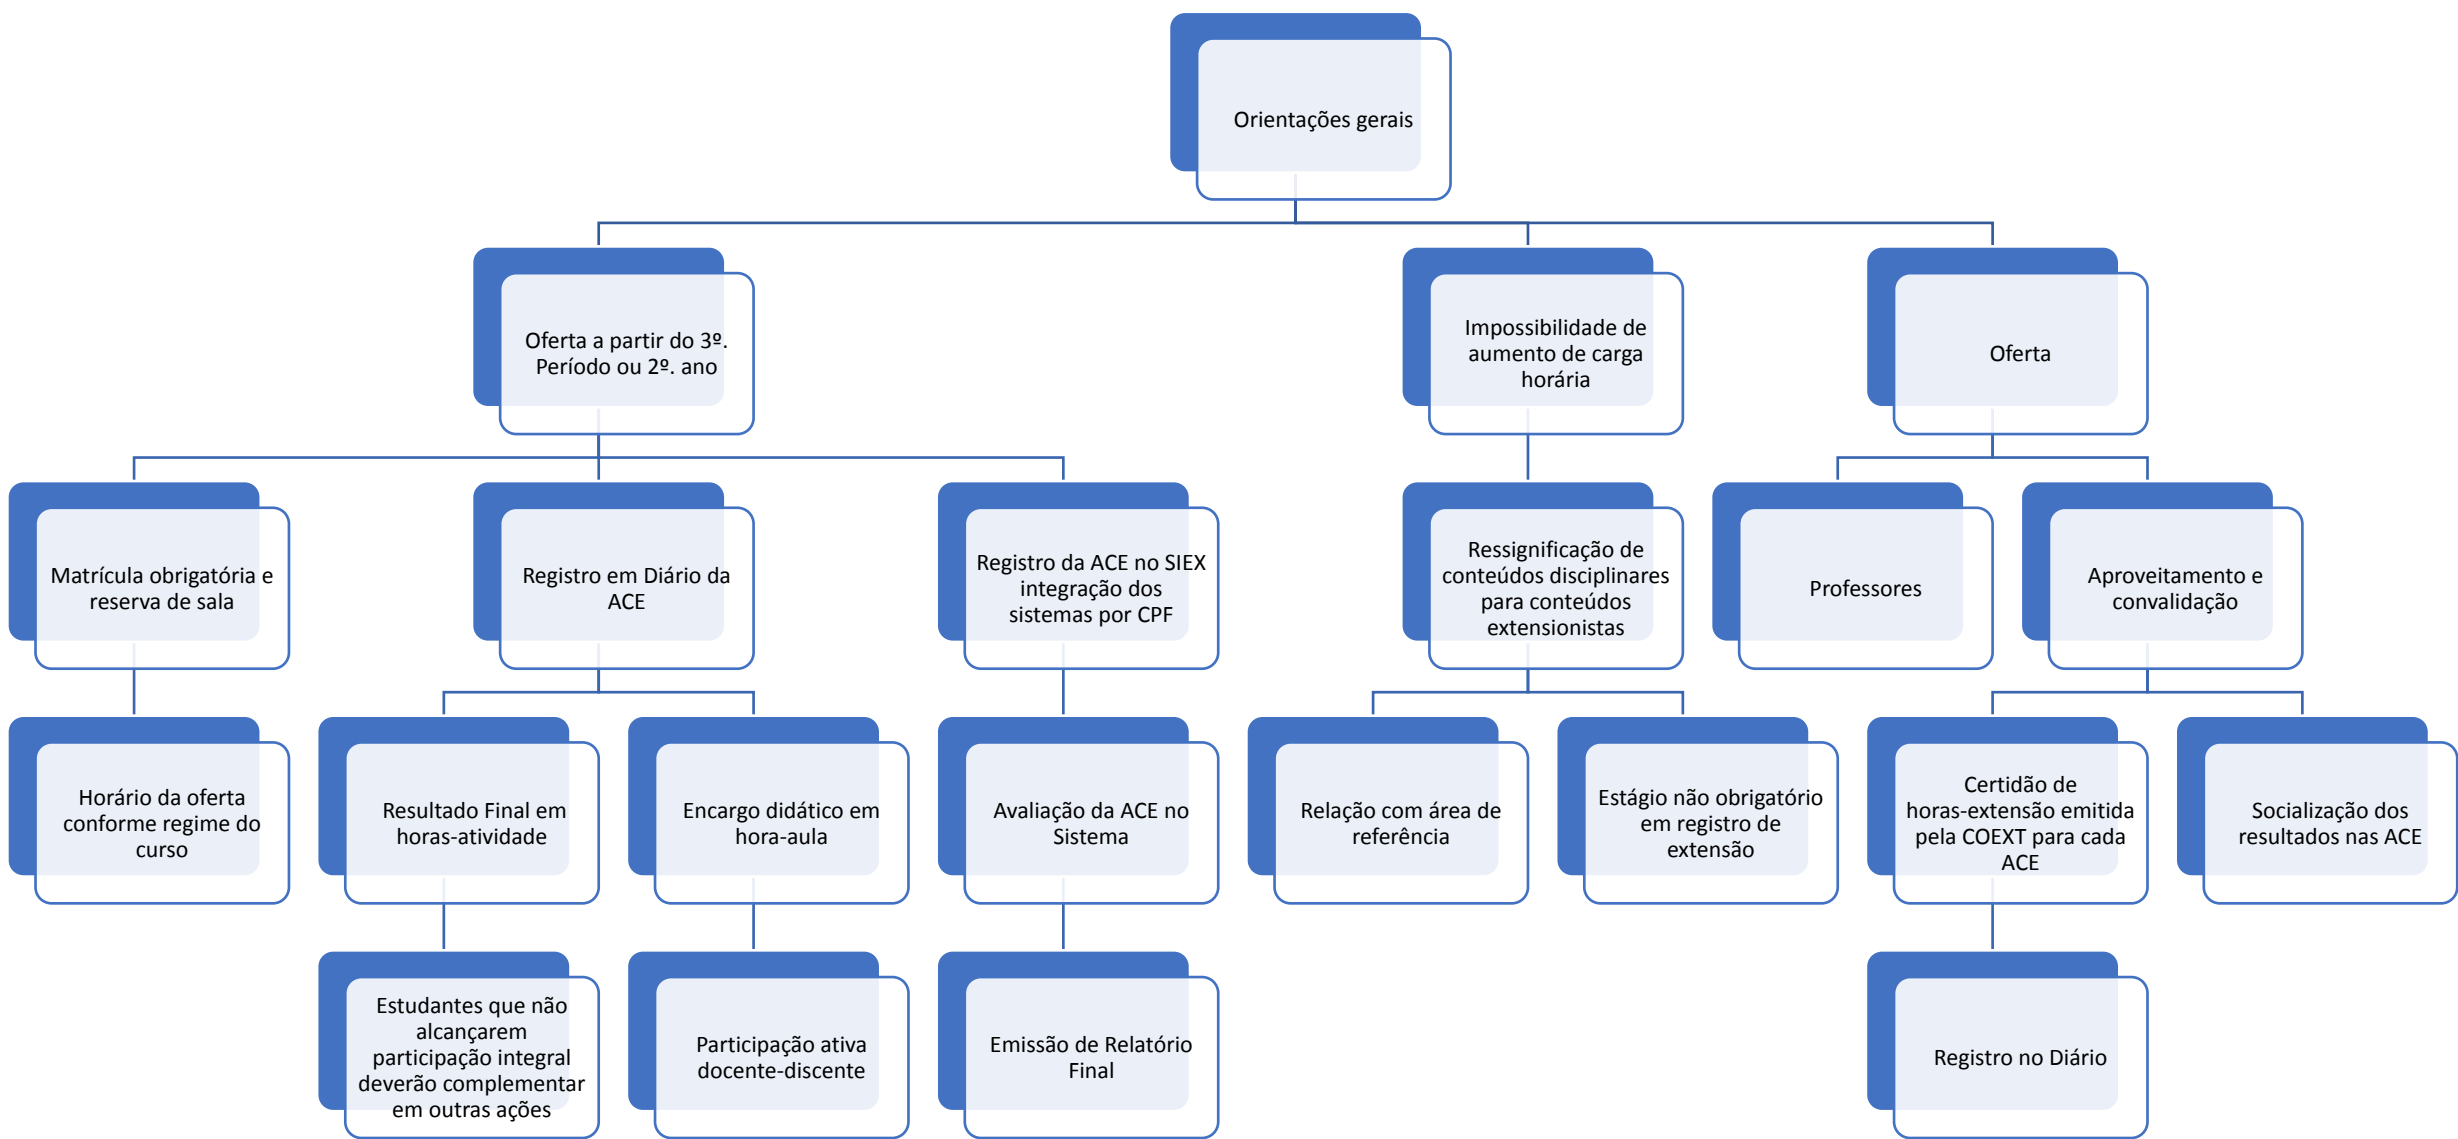 Orientações gerais
Oferta a partir do 3º.
Período ou 2º. ano
Impossibilidade de
aumento de carga
horária
Oferta
Matrícula obrigatória e
reserva de sala
Registro em Diário da
ACE
Registro da ACE no SIEX
integração dos
sistemas por CPF
Ressignificação de
conteúdos disciplinares
para conteúdos
extensionistas
Professores
Aproveitamento e
convalidação
Horário da oferta
conforme regime do
curso
Resultado Final em
horas-atividade
Encargo didático em
hora-aula
Avaliação da ACE no
Sistema
Relação com área de
referência
Estágio não obrigatório
em registro de
extensão
Certidão de
horas-extensão emitida
pela COEXT para cada
ACE
Socialização dos
resultados nas ACE
Estudantes que não
alcançarem
participação integral
deverão complementar
em outras ações
Participação ativa
docente-discente
Emissão de Relatório
Final
Registro no Diário